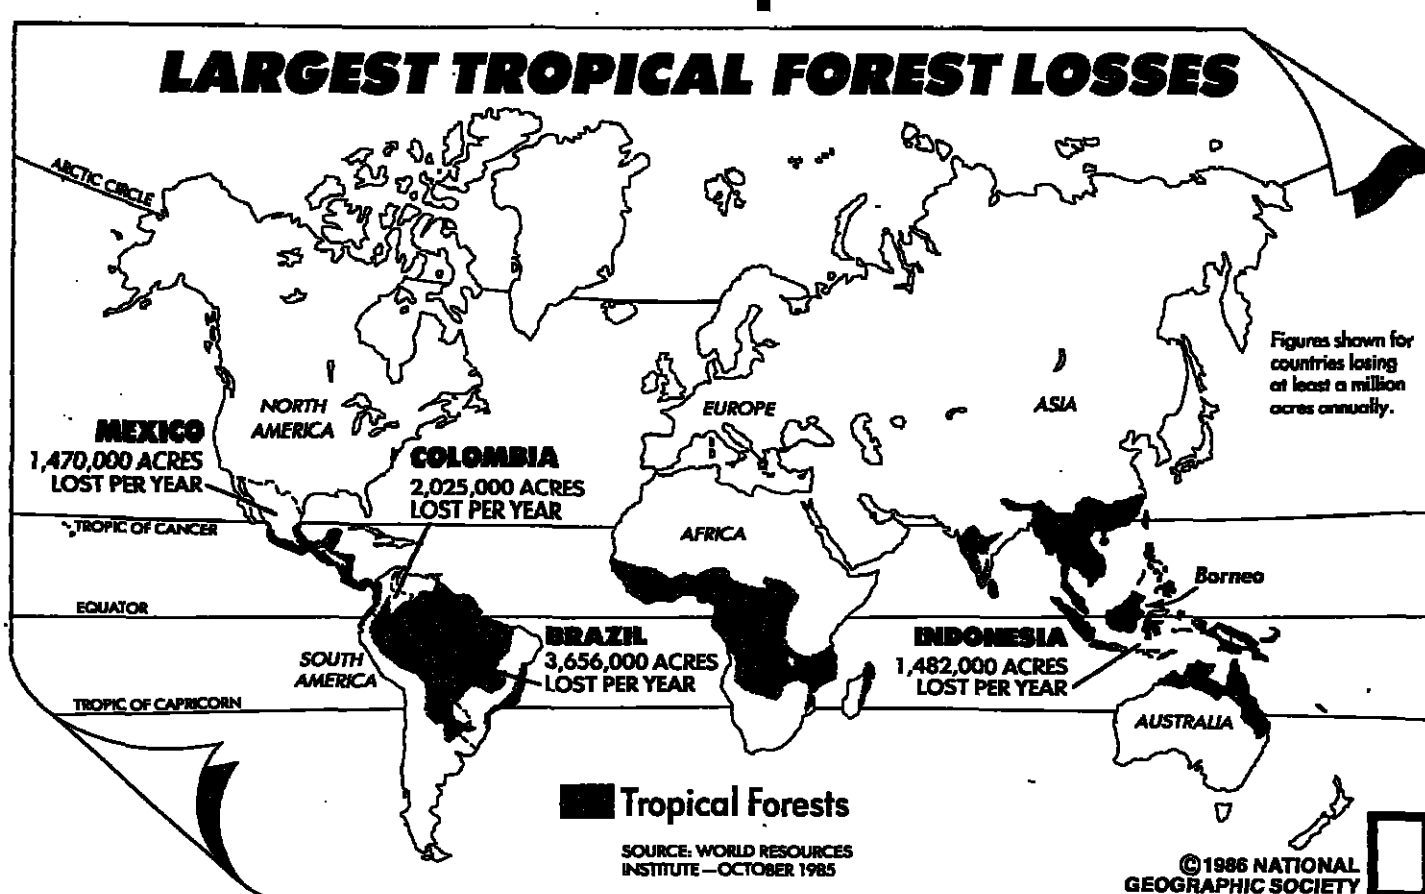 LARGEST TROPICAL FOREST LOSSES
ARCTIC CIRCLE
Figures shown for
countries losing
at least a million
acres annually.
NORTH
AMERICA
EUROPE
ASIA
MEXICO
1,470,000 ACRES
LOST PER YEAR
COLOMBIA
2,025,000 ACRES
LOST PER YEAR
TROPIC OF CANCER
AFRICA
Borneo
EQUATOR
BRAZIL
3,656,000 ACRES
LOST PER YEAR
INDONESIA
1,482,000 ACRES
LOST PER YEAR
SOUTH
AMERICA
TROPIC OF CAPRICORN
AUSTRALIA
Tropical Forests
SOURCE: WORLD RESOURCES
INSTITUTE—OCTOBER 1985
©1986 NATIONAL
GEOGRAPHIC SOCIETY